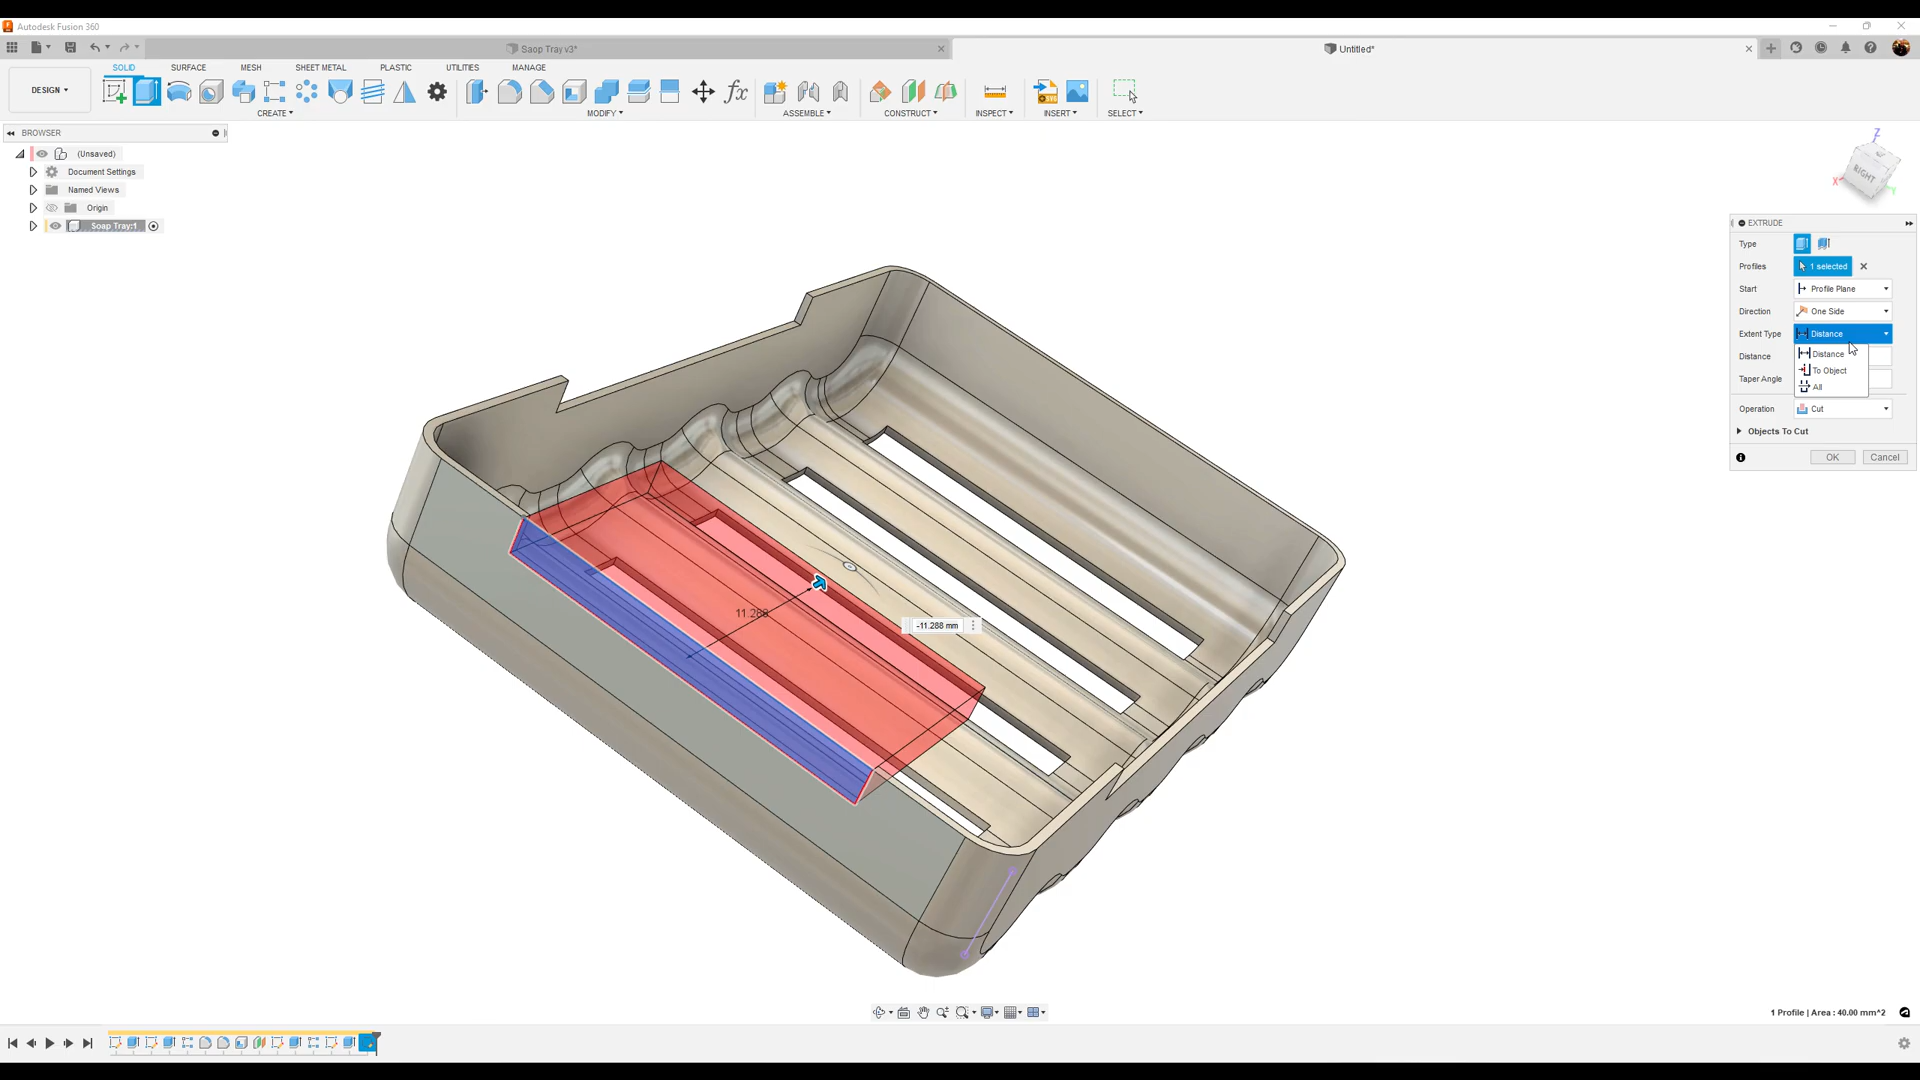 Autodesk Fusion 360
Saop Tray v3*
Untitled*
SOLID SURFACE MESH SHEET METAL PLASTIC UTILITIES MANAGE
DESIGN
CREATE MODIFY ASSEMBLE CONSTRUCT INSPECT INSERT SELECT
fx
BROWSER
(Unsaved)
Document Settings
Named Views
Origin
Soap Tray:1
Z
RIGHT
X
Y
EXTRUDE
Type
Profiles 1 selected
Start Profile Plane
Direction One Side
Extent Type Distance
Distance
Distance
To Object
Taper Angle
All
Operation Cut
Objects To Cut
OK Cancel
11.288
-11.288 mm
1 Profile | Area : 40.00 mm^2